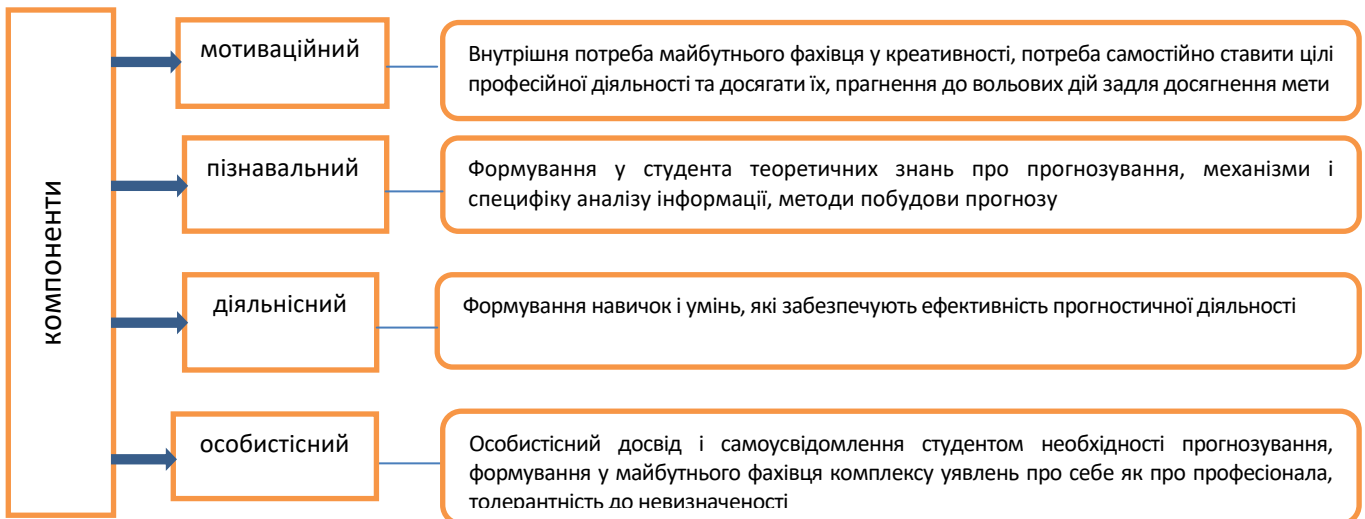 компоненти
мотиваційний
Внутрішня потреба майбутнього фахівця у креативності, потреба самостійно ставити цілі
професійної діяльності та досягати їх, прагнення до вольових дій задля досягнення мети
пізнавальний
Формування у студента теоретичних знань про прогнозування, механізми і
специфіку аналізу інформації, методи побудови прогнозу
діяльнісний
Формування навичок і умінь, які забезпечують ефективність прогностичної діяльності
особистісний
Особистісний досвід і самоусвідомлення студентом необхідності прогнозування,
формування у майбутнього фахівця комплексу уявлень про себе як про професіонала,
толерантність до невизначеності